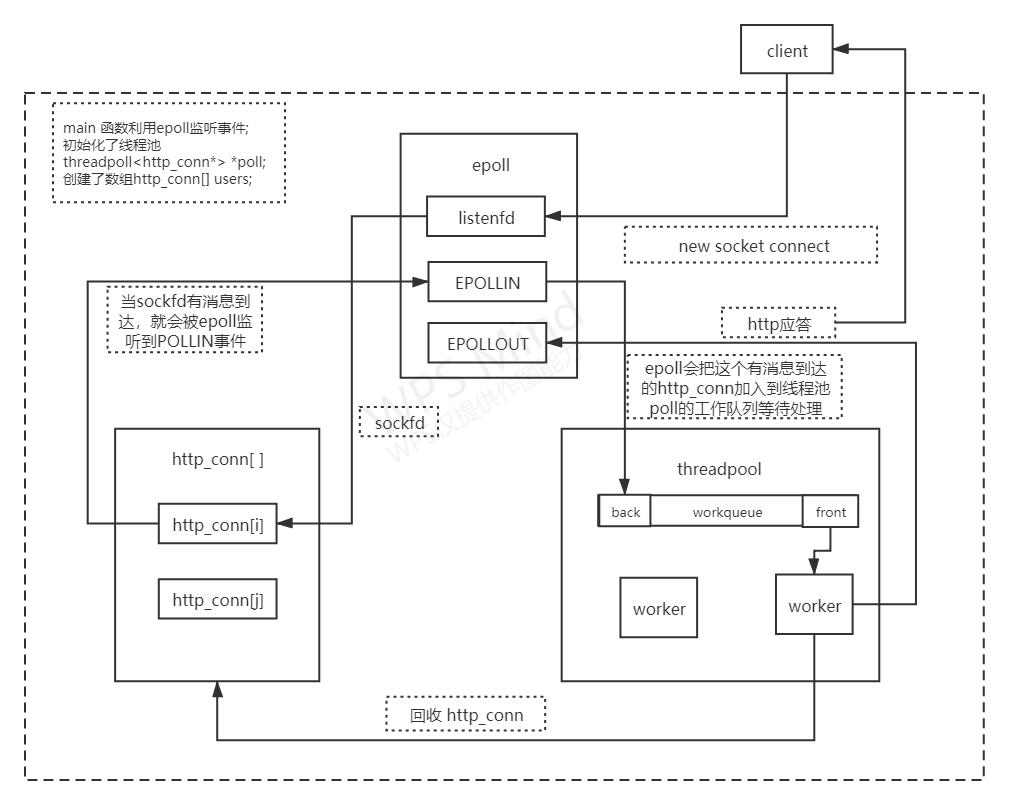 client
main 函数利用epoll监听事件;
初始化了线程池
threadpoll<http_conn*> *poll;
创建了数组http_conn[] users;
epoll
listenfd
new socket connect
EPOLLIN
当sockfd有消息到
达，就会被epoll监
听到POLLIN事件
http应答
EPOLLOUT
epoll会把这个有消息到达
的http_conn加入到线程池
poll的工作队列等待处理
sockfd
WPS Mind
WPS仅提供作图能力
http_conn[ ]
threadpool
back
workqueue
front
http_conn[i]
http_conn[j]
worker
worker
回收 http_conn